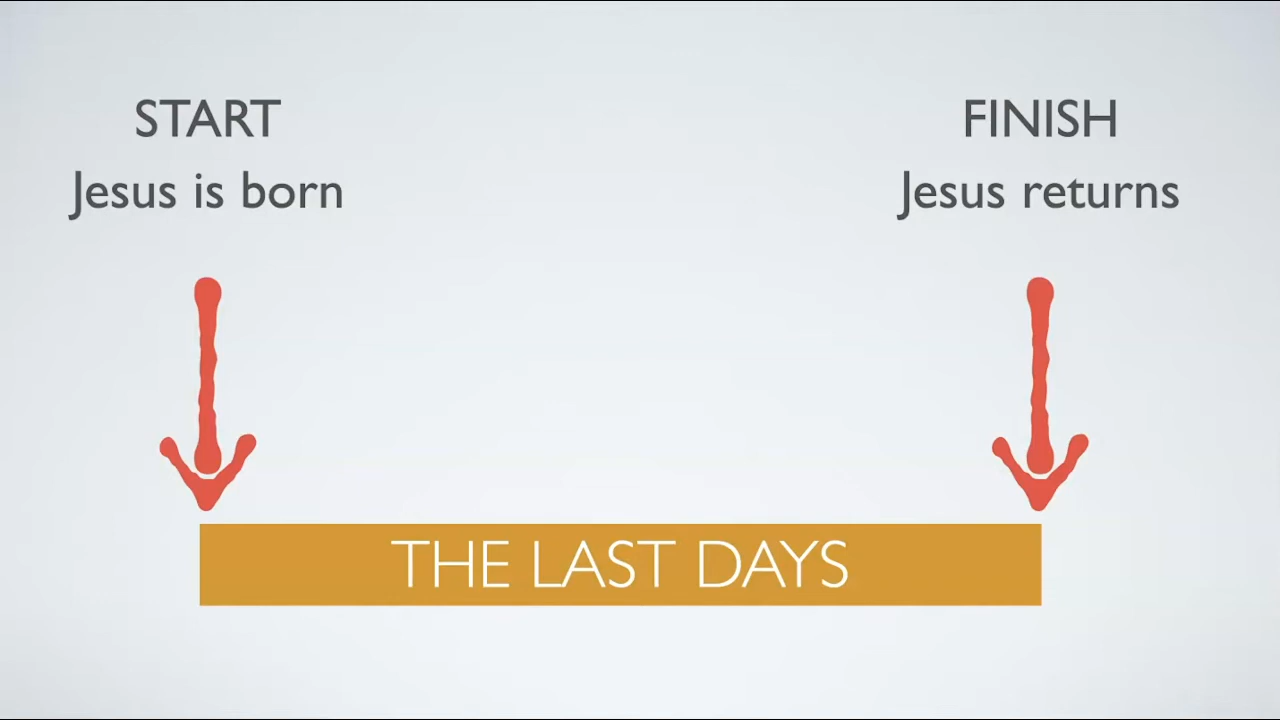 START
Jesus is born
FINISH
Jesus returns
THE LAST DAYS